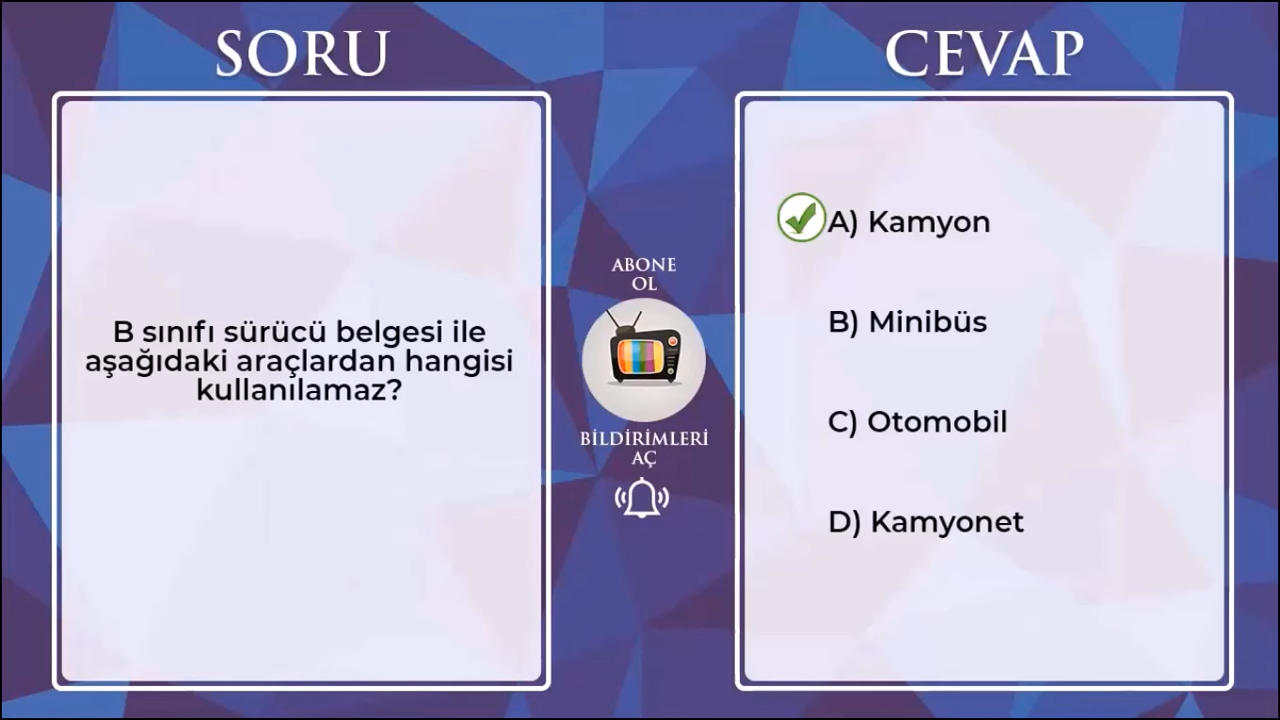 SORU
B sınıfı sürücü belgesi ile
aşağıdaki araçlardan hangisi
kullanılamaz?
ABONE
OL
BİLDİRİMLERİ
AÇ
CEVAP
A) Kamyon
B) Minibüs
C) Otomobil
D) Kamyonet